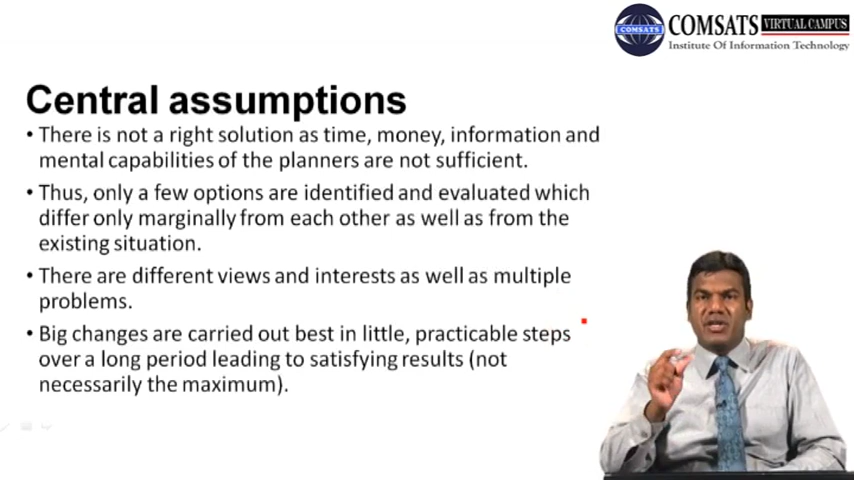 COMSATS
COMSATS VIRTUAL CAMPUS
Institute Of Information Technology
Central assumptions
• There is not a right solution as time, money, information and
mental capabilities of the planners are not sufficient.
• Thus, only a few options are identified and evaluated which
differ only marginally from each other as well as from the
existing situation.
• There are different views and interests as well as multiple
problems.
• Big changes are carried out best in little, practicable steps
over a long period leading to satisfying results (not
necessarily the maximum).